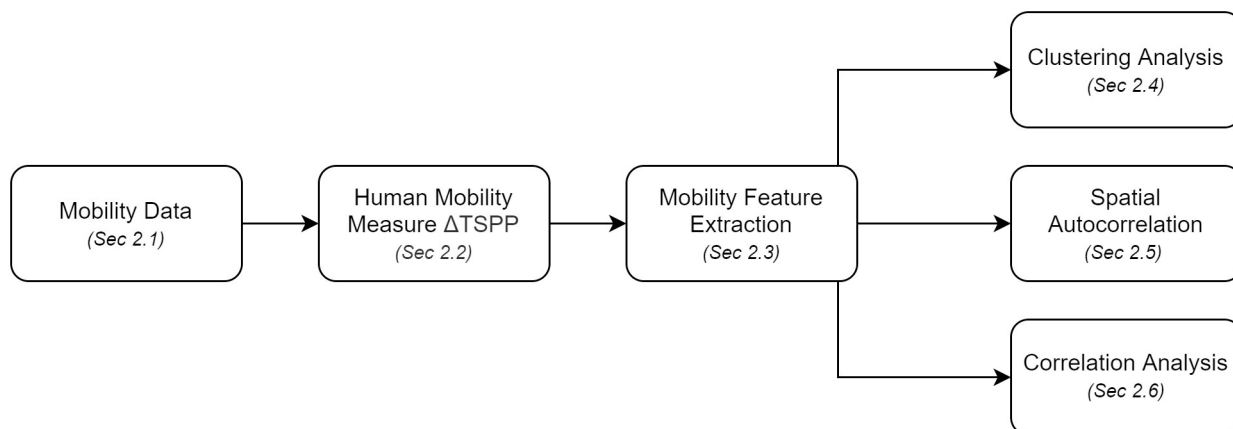 Mobility Data
(Sec 2.1)
Human Mobility
Measure ΔTSPP
(Sec 2.2)
Mobility Feature
Extraction
(Sec 2.3)
Clustering Analysis
(Sec 2.4)
Spatial
Autocorrelation
(Sec 2.5)
Correlation Analysis
(Sec 2.6)